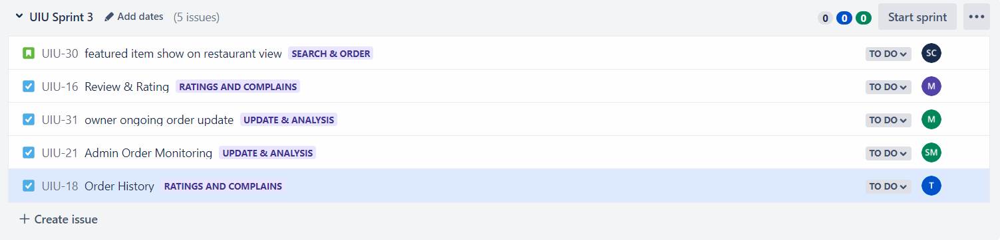 UIU Sprint 3 Add dates (5 issues) 0 0 0 Start sprint
UIU-30 featured item show on restaurant view SEARCH & ORDER TO DO SC
UIU-16 Review & Rating RATINGS AND COMPLAINS TO DO M
UIU-31 owner ongoing order update UPDATE & ANALYSIS TO DO M
UIU-21 Admin Order Monitoring UPDATE & ANALYSIS TO DO SM
UIU-18 Order History RATINGS AND COMPLAINS TO DO T
+ Create issue